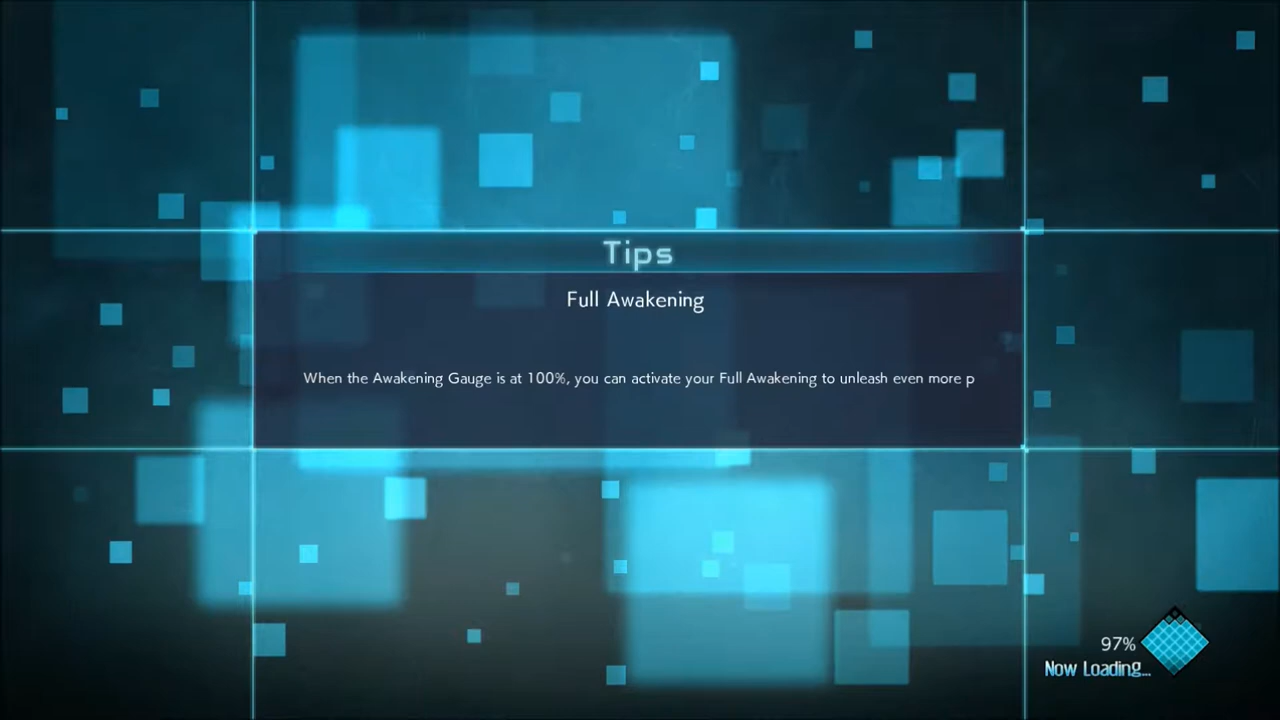 Tips
Full Awakening
When the Awakening Gauge is at 100%, you can activate your Full Awakening to unleash even more p
97%
Now Loading...